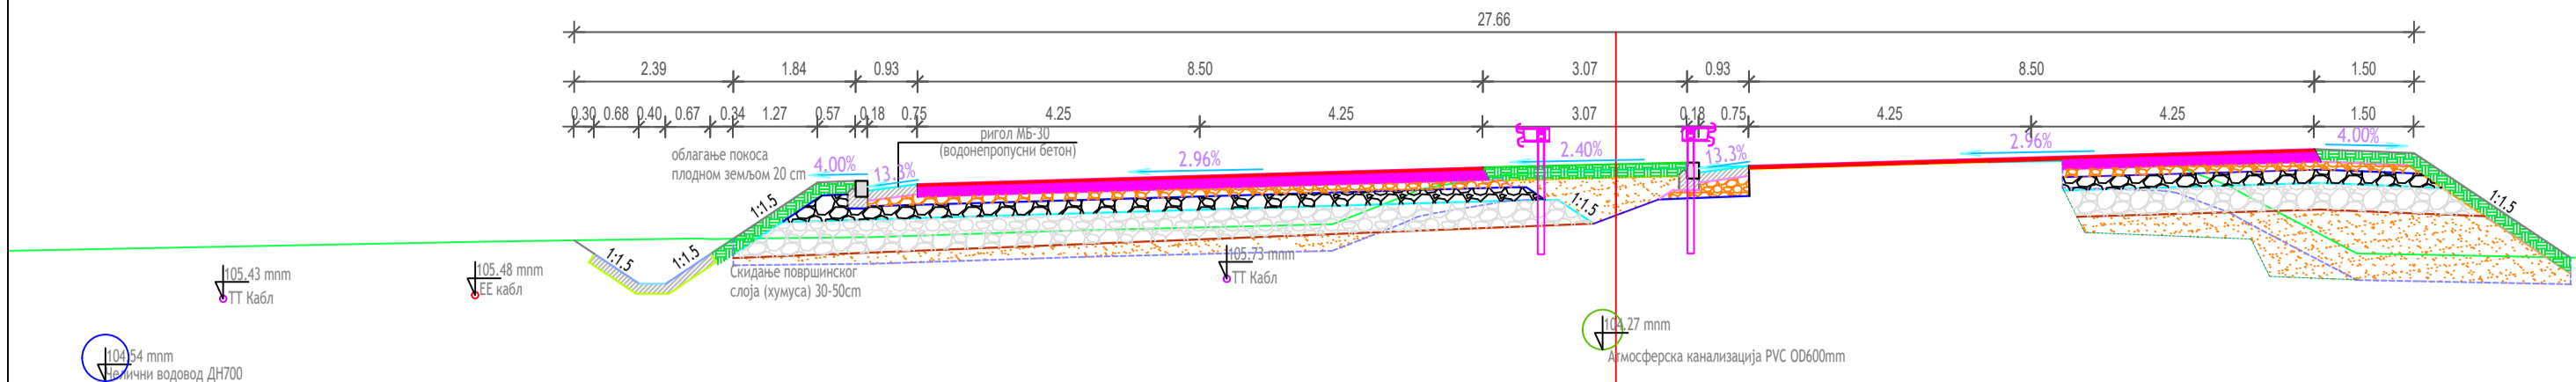 27.66
2.39 1.84 0.93 8.50 3.07 0.93 8.50 1.50
0.30 0.68 0.40 0.67 0.34 1.27 0.57 0.18 0.75 4.25 4.25 3.07 0.18 0.75 4.25 4.25 1.50
ригол МБ-30
(водонепропусни бетон)
облагање покоса
плодном земљом 20 cm
4.00%
13.3%
2.96%
2.40%
13.3%
2.96%
4.00%
1:1.5
1:1.5
1:1.5
1:1.5
1:1.5
105.43 mnm
ТТ Кабл
105.48 mnm
ЕЕ кабл
Скидање површинског
слоја (хумуса) 30-50cm
105.73 mnm
ТТ Кабл
104.54 mnm
Челични водовод ДН700
104.27 mnm
Атмосферска канализација PVC OD600mm